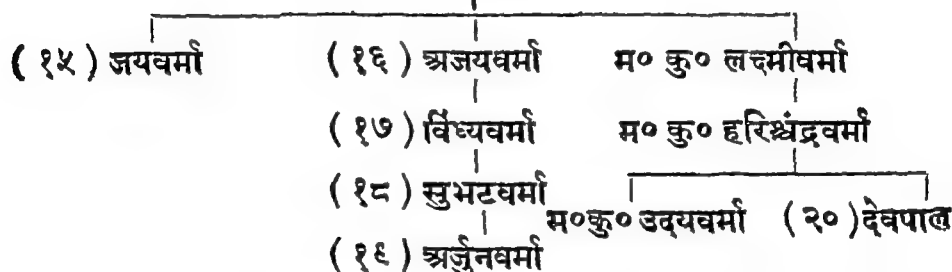 ( १५ ) जयवर्मा ( १६ ) अजयवर्मा म० कु० लक्ष्मीवर्मा
( १७ ) विंध्यवर्मा म० कु० हरिश्चंद्रवर्मा
( १८ ) सुभटवर्मा म०कु० उदयवर्मा ( २० ) देवपाल
( १९ ) अर्जुनवर्मा